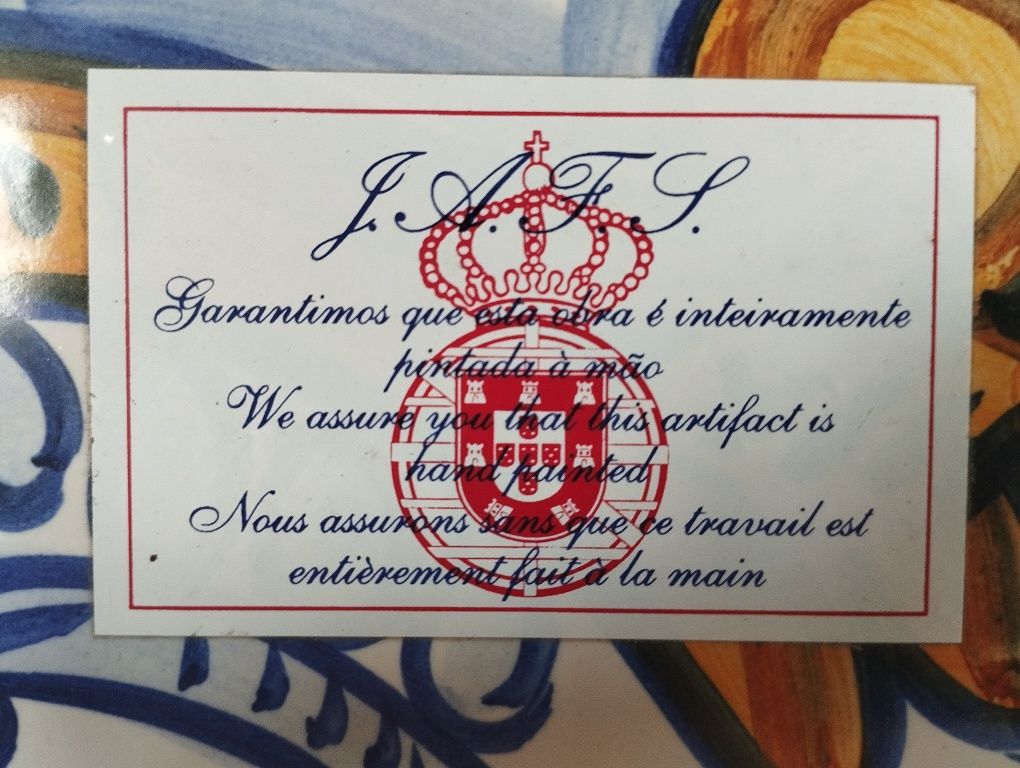 J. A. F. S.
Garantimos que esta obra é inteiramente
pintada à mão
We assure you that this artifact is
hand painted
Nous assurons sans que ce travail est
entièrement fait à la main